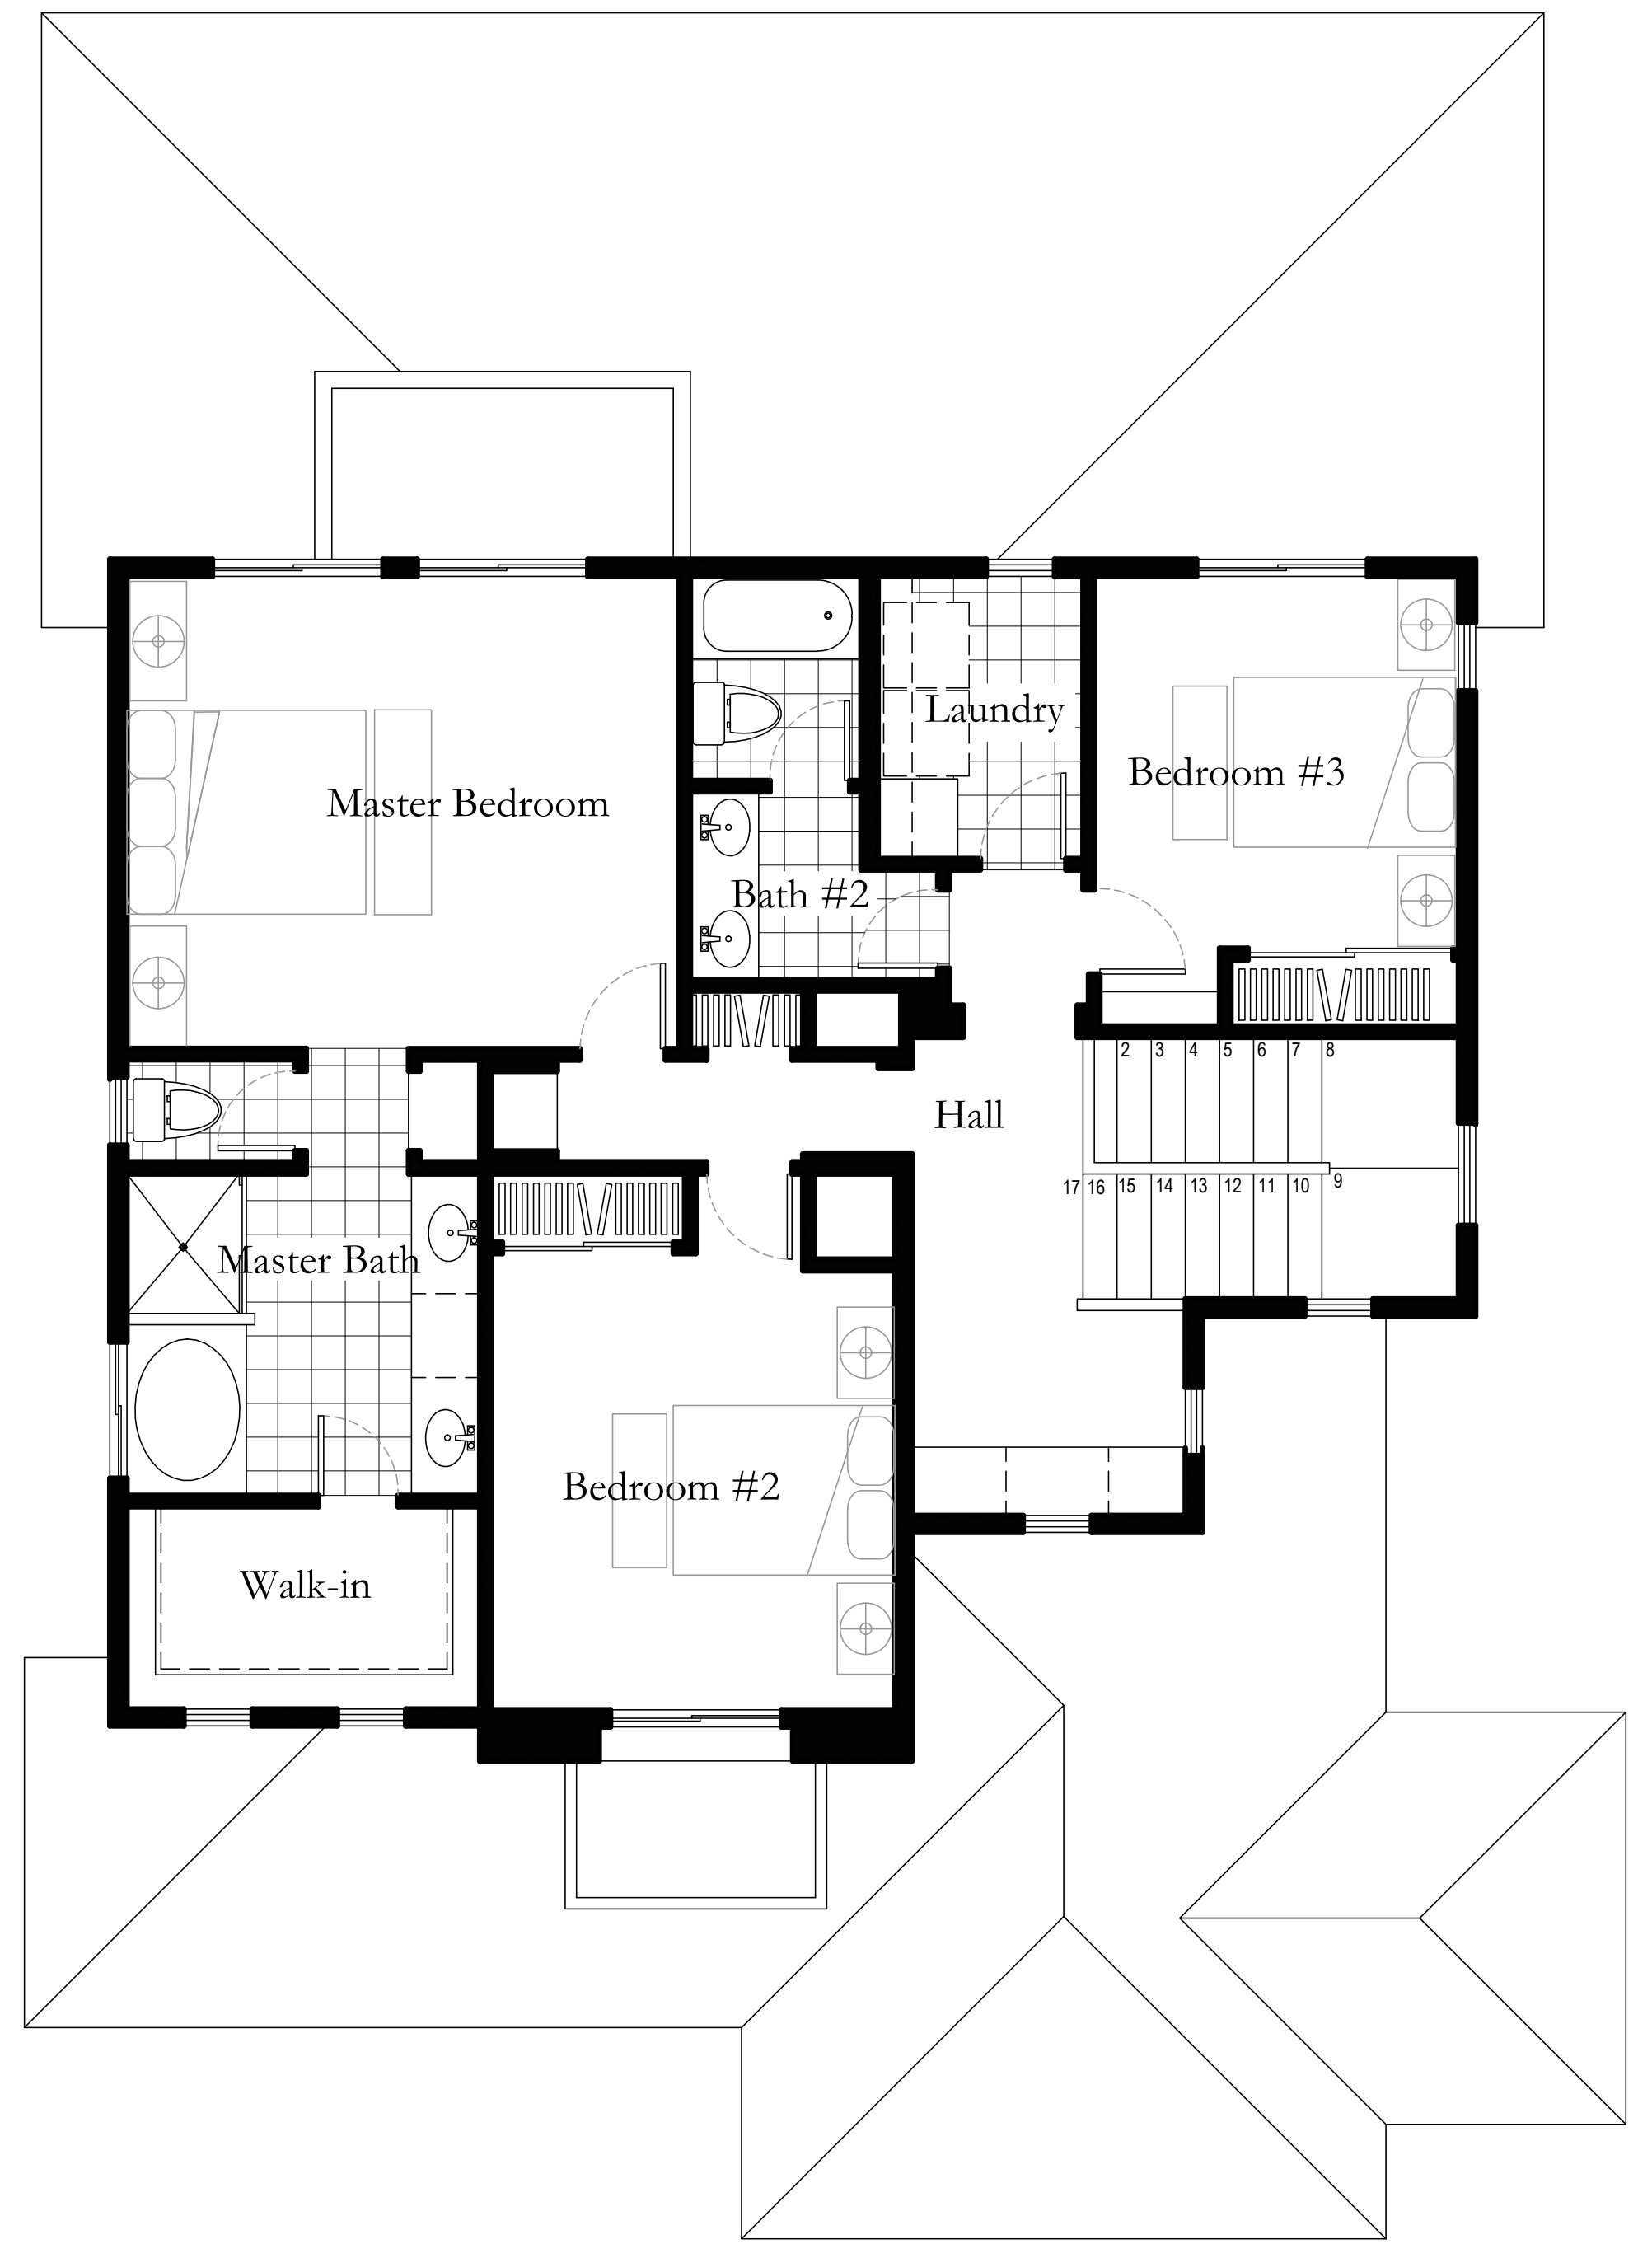 Laundry
Bedroom #3
Master Bedroom
Bath #2
2 3 4 5 6 7 8
Hall
17 16 15 14 13 12 11 10 9
Master Bath
Bedroom #2
Walk-in